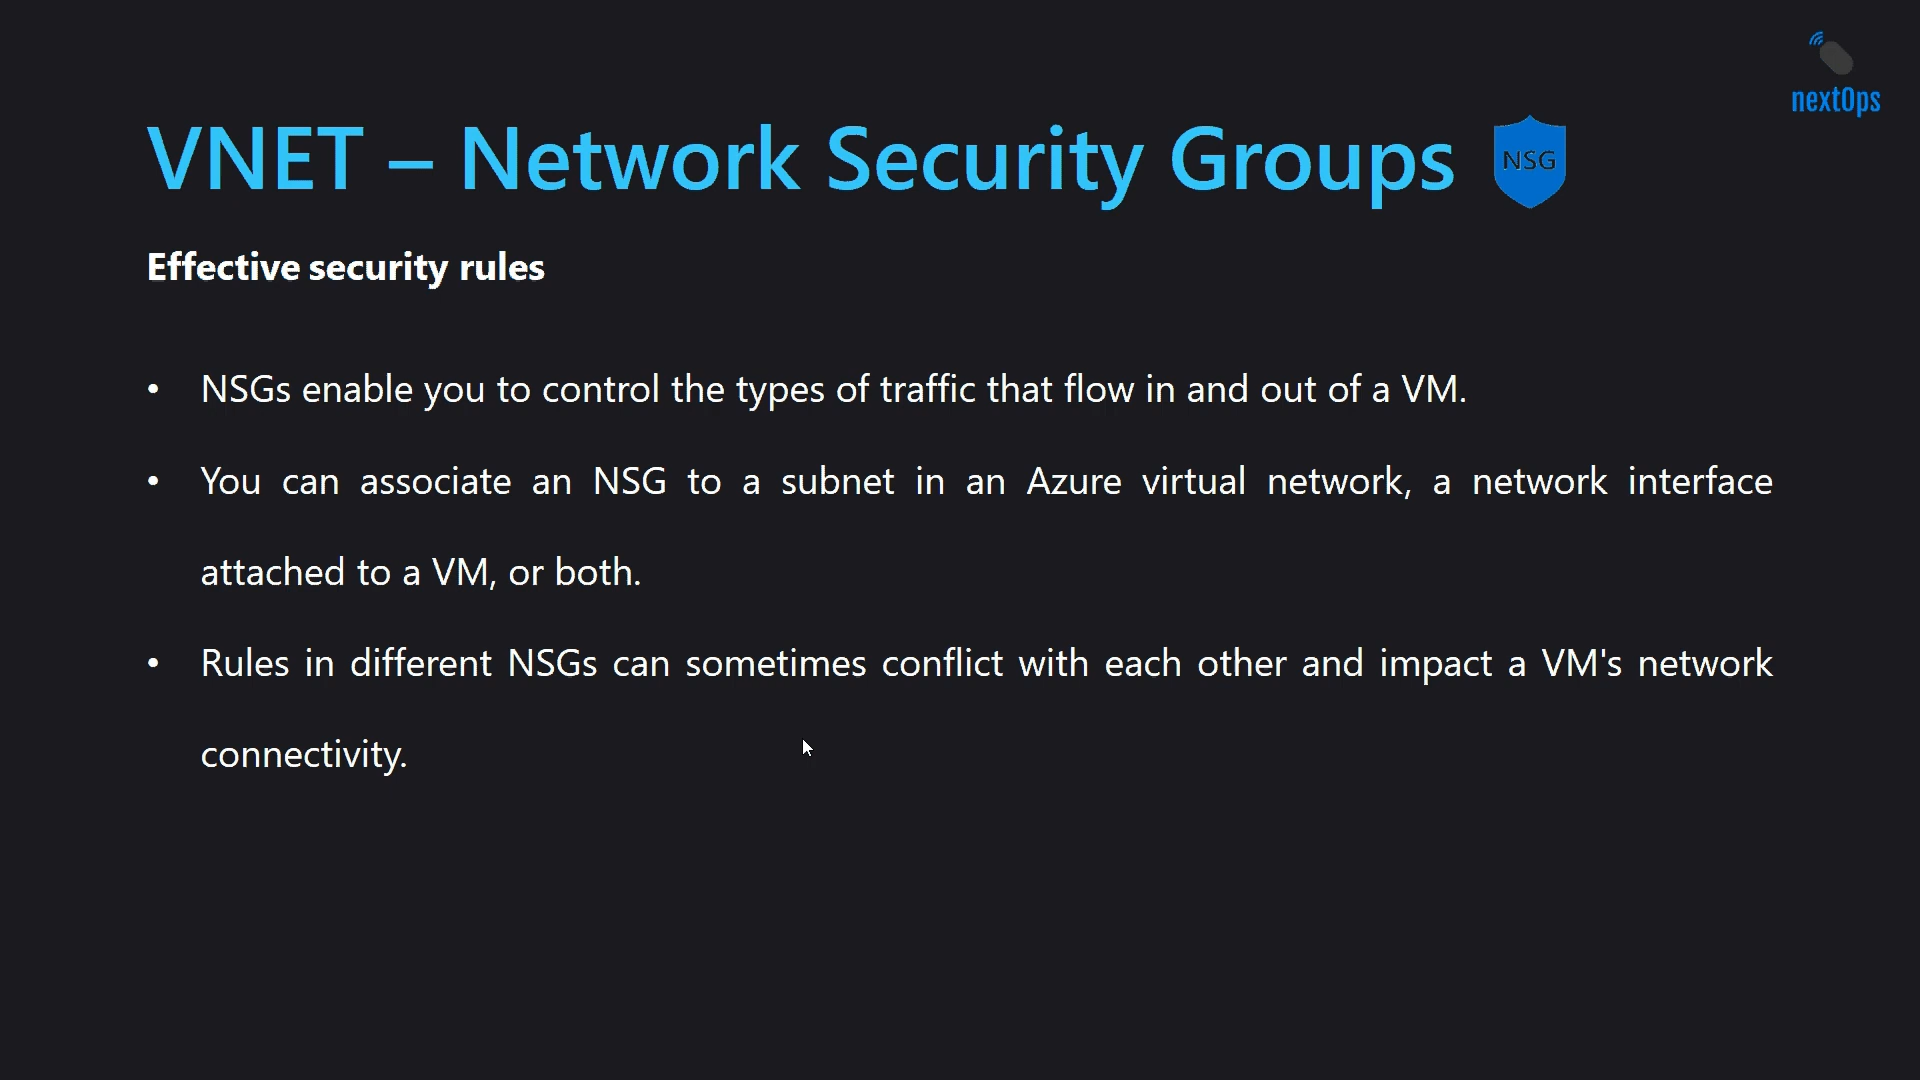 nextOps
VNET – Network Security Groups
NSG
Effective security rules
• NSGs enable you to control the types of traffic that flow in and out of a VM.
• You can associate an NSG to a subnet in an Azure virtual network, a network interface
attached to a VM, or both.
• Rules in different NSGs can sometimes conflict with each other and impact a VM's network
connectivity.